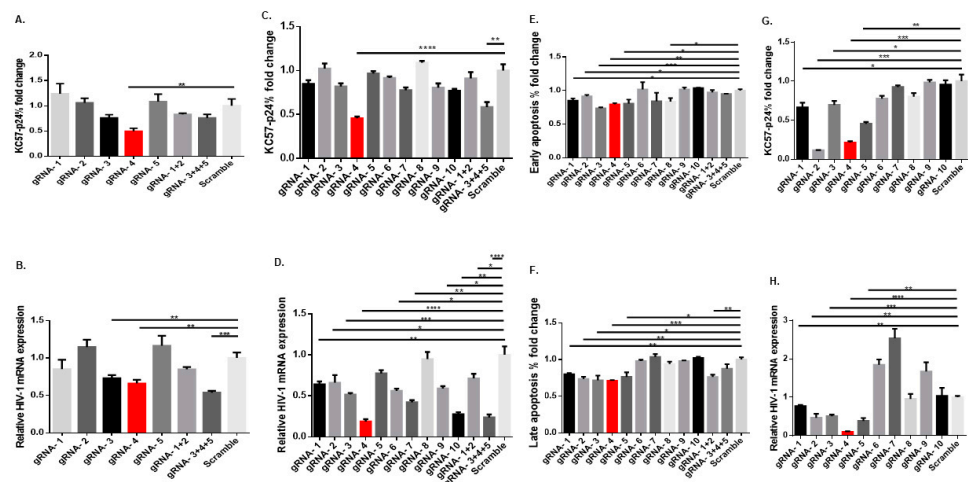 A.
KC57-p24% fold change
2.0
1.5
1.0
0.5
0.0
**
gRNA- 1
gRNA- 2
gRNA- 3
gRNA- 4
gRNA- 5
gRNA- 1+2
gRNA- 3+4+5
Scramble
C.
KC57-p24% fold change
1.5
1.0
0.5
0.0
****
**
gRNA- 1
gRNA- 2
gRNA- 3
gRNA- 4
gRNA- 5
gRNA- 6
gRNA- 7
gRNA- 8
gRNA- 9
gRNA- 10
gRNA- 1+2
gRNA- 3+4+5
Scramble
E.
Early apoptosis % fold change
1.5
1.0
0.5
0.0
*
*
**
***
*
*
gRNA- 1
gRNA- 2
gRNA- 3
gRNA- 4
gRNA- 5
gRNA- 6
gRNA- 7
gRNA- 8
gRNA- 9
gRNA- 10
gRNA- 1+2
gRNA- 3+4+5
Scramble
G.
KC57-p24% fold change
1.5
1.0
0.5
0.0
**
***
*
***
*
gRNA- 1
gRNA- 2
gRNA- 3
gRNA- 4
gRNA- 5
gRNA- 6
gRNA- 7
gRNA- 8
gRNA- 9
gRNA- 10
Scramble
B.
Relative HIV-1 mRNA expression
1.5
1.0
0.5
0.0
**
**
***
gRNA- 1
gRNA- 2
gRNA- 3
gRNA- 4
gRNA- 5
gRNA- 1+2
gRNA- 3+4+5
Scramble
D.
Relative HIV-1 mRNA expression
1.5
1.0
0.5
0.0
****
*
**
*
**
*
****
***
*
**
gRNA- 1
gRNA- 2
gRNA- 3
gRNA- 4
gRNA- 5
gRNA- 6
gRNA- 7
gRNA- 8
gRNA- 9
gRNA- 10
gRNA- 1+2
gRNA- 3+4+5
Scramble
F.
Late apoptosis % fold change
1.5
1.0
0.5
0.0
**
*
***
*
**
**
gRNA- 1
gRNA- 2
gRNA- 3
gRNA- 4
gRNA- 5
gRNA- 6
gRNA- 7
gRNA- 8
gRNA- 9
gRNA- 10
gRNA- 1+2
gRNA- 3+4+5
Scramble
H.
Relative HIV-1 mRNA expression
3
2
1
0
**
****
***
**
**
gRNA- 1
gRNA- 2
gRNA- 3
gRNA- 4
gRNA- 5
gRNA- 6
gRNA- 7
gRNA- 8
gRNA- 9
gRNA- 10
Scramble